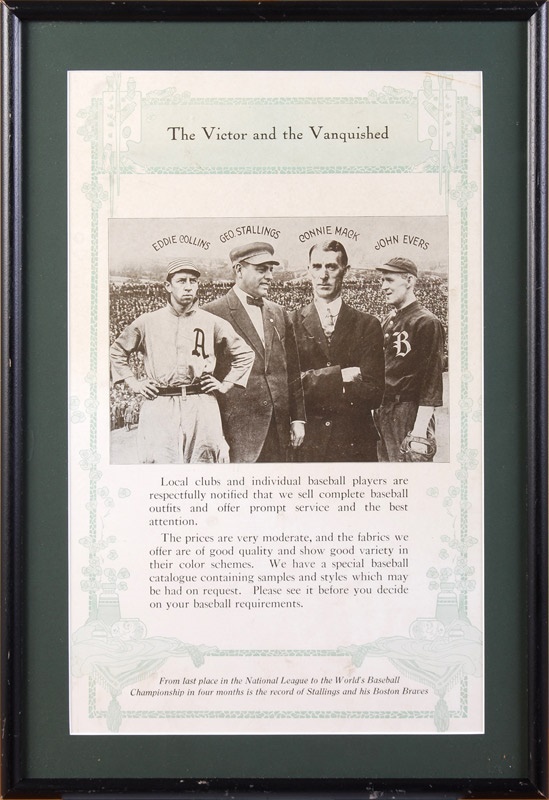 The Victor and the Vanquished
EDDIE COLLINS GEO. STALLINGS CONNIE MACK JOHN EVERS
A
B
Local clubs and individual baseball players are
respectfully notified that we sell complete baseball
outfits and offer prompt service and the best
attention.
The prices are very moderate, and the fabrics we
offer are of good quality and show good variety in
their color schemes. We have a special baseball
catalogue containing samples and styles which may
be had on request. Please see it before you decide
on your baseball requirements.
From last place in the National League to the World's Baseball
Championship in four months is the record of Stallings and his Boston Braves